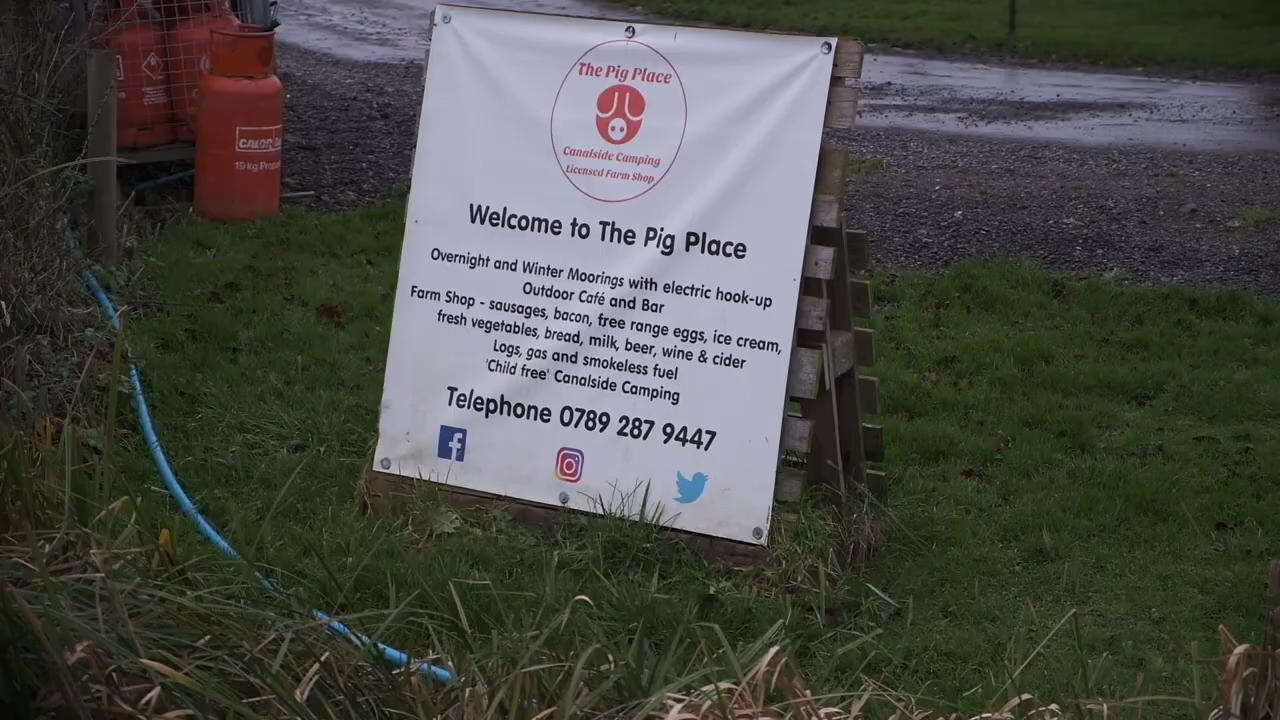 The Pig Place
Canalside Camping
Licensed Farm Shop
Welcome to The Pig Place
Overnight and Winter Moorings with electric hook-up
Outdoor Café and Bar
Farm Shop - sausages, bacon, free range eggs, ice cream,
fresh vegetables, bread, milk, beer, wine & cider
Logs, gas and smokeless fuel
'Child free' Canalside Camping
Telephone 0789 287 9447
CALOR